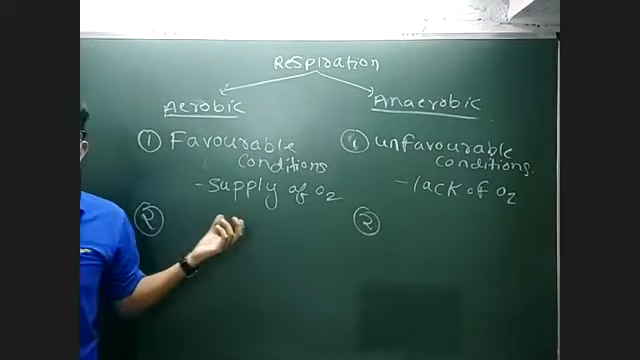 Respiration
Aerobic
Anaerobic
① Favourable
conditions
- supply of O2
②
① unfavourable
conditions.
- lack of O2
②